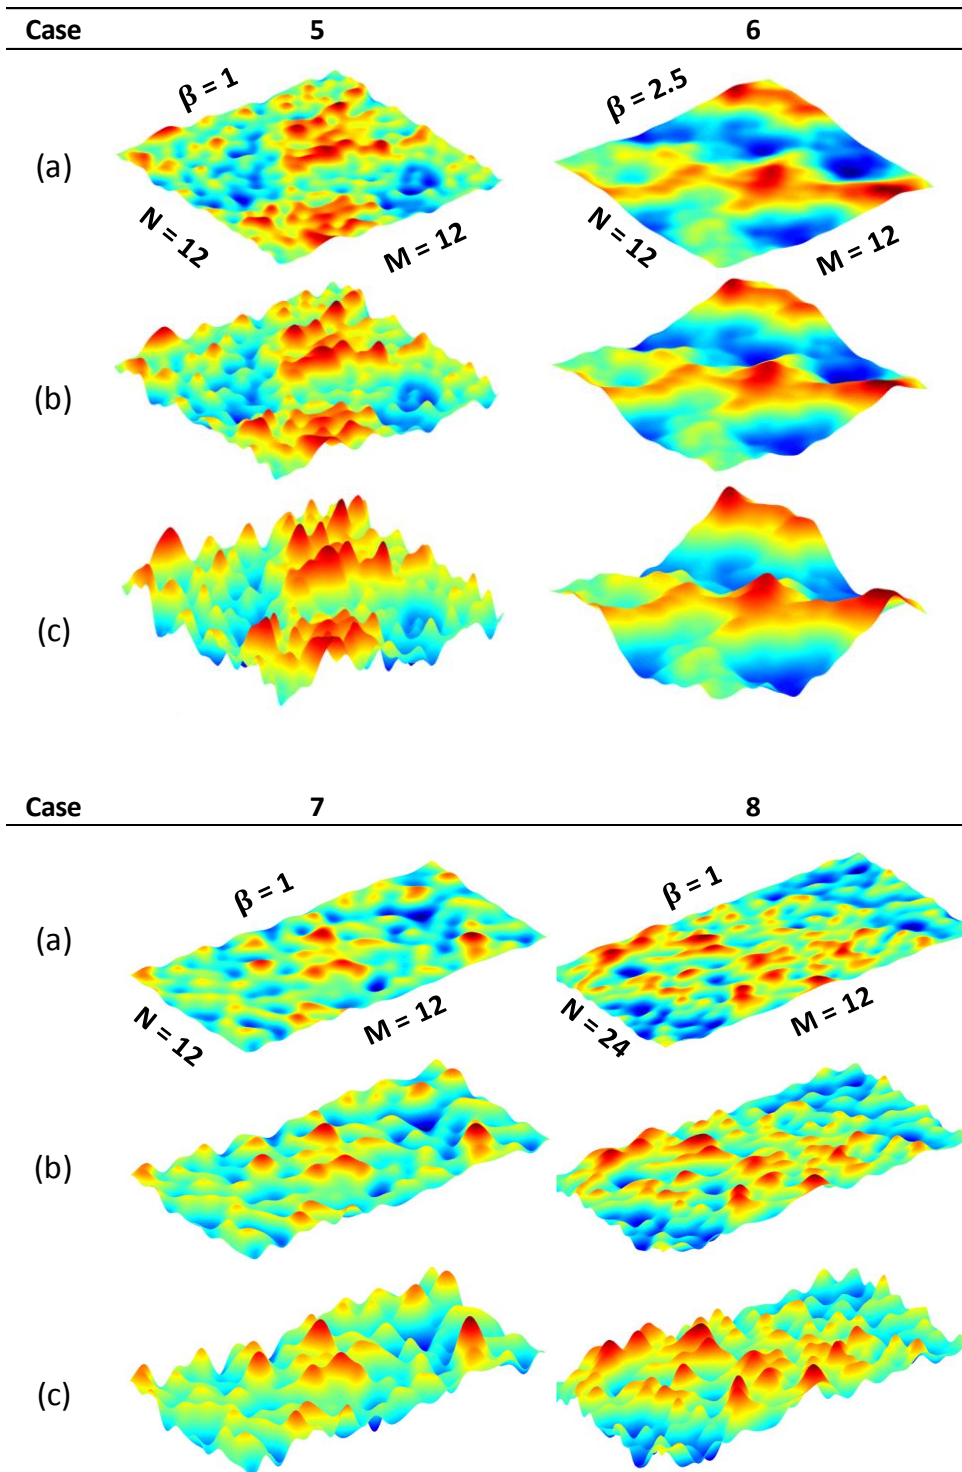 Case 5 6
β = 1 β = 2.5
(a)
N = 12 M = 12 N = 12 M = 12
(b)
(c)
Case 7 8
β = 1 β = 1
(a)
N = 12 M = 12 N = 24 M = 12
(b)
(c)